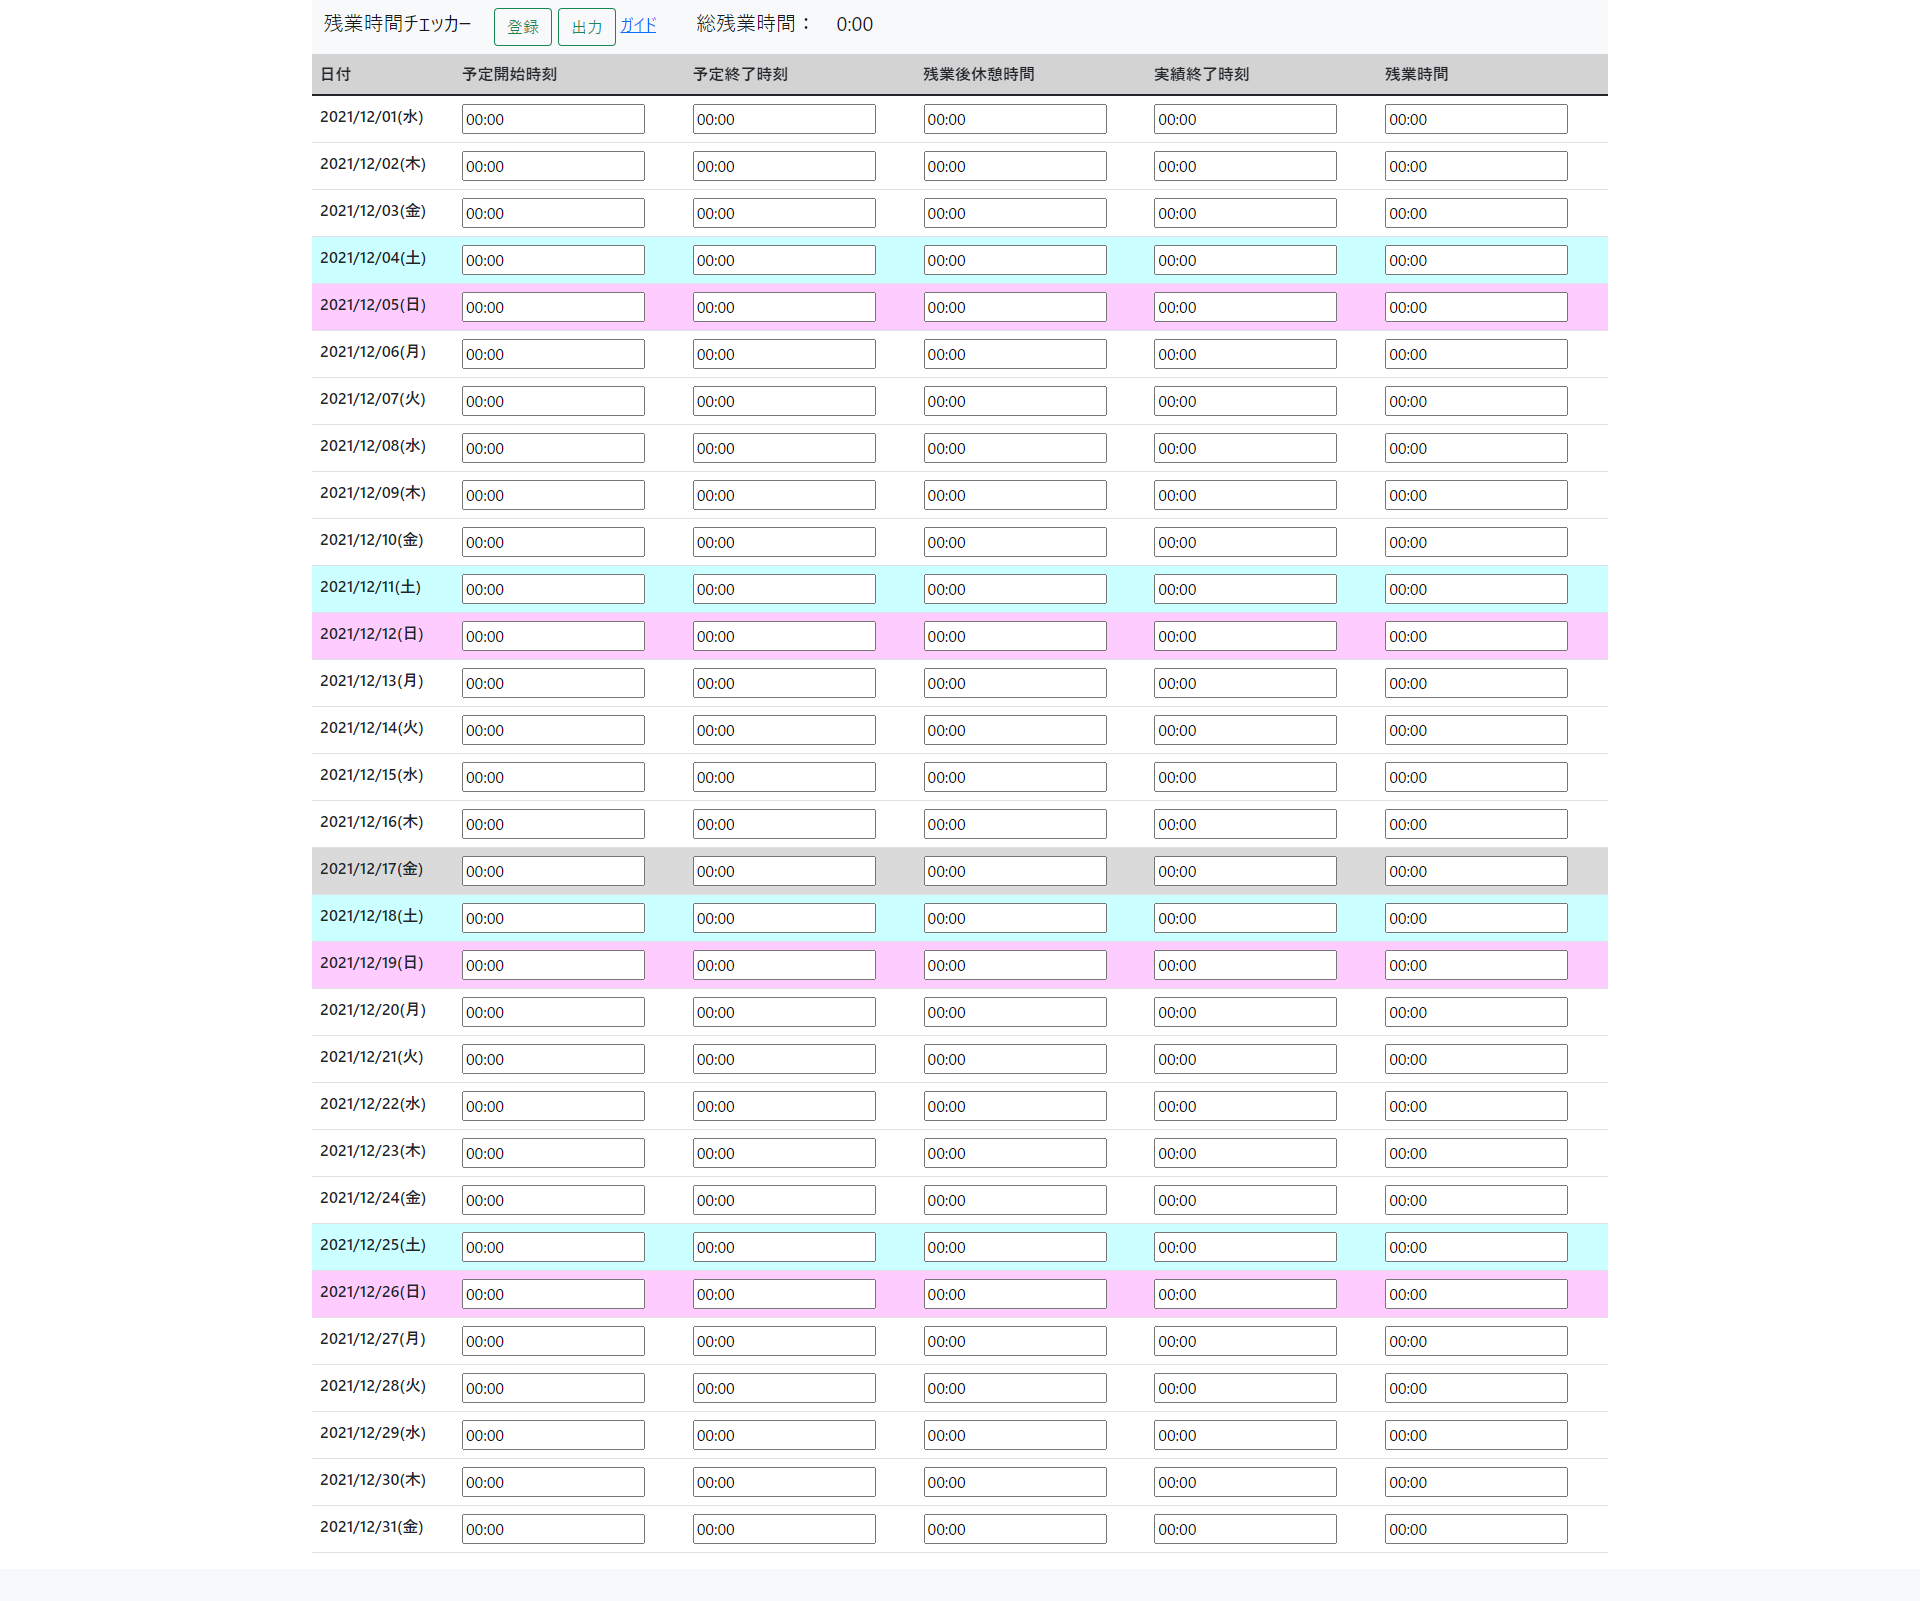 残業時間チェッカー 登録 出力 ガイド 総残業時間： 0:00
日付 予定開始時刻 予定終了時刻 残業後休憩時間 実績終了時刻 残業時間
2021/12/01(水) 00:00 00:00 00:00 00:00 00:00
2021/12/02(木) 00:00 00:00 00:00 00:00 00:00
2021/12/03(金) 00:00 00:00 00:00 00:00 00:00
2021/12/04(土) 00:00 00:00 00:00 00:00 00:00
2021/12/05(日) 00:00 00:00 00:00 00:00 00:00
2021/12/06(月) 00:00 00:00 00:00 00:00 00:00
2021/12/07(火) 00:00 00:00 00:00 00:00 00:00
2021/12/08(水) 00:00 00:00 00:00 00:00 00:00
2021/12/09(木) 00:00 00:00 00:00 00:00 00:00
2021/12/10(金) 00:00 00:00 00:00 00:00 00:00
2021/12/11(土) 00:00 00:00 00:00 00:00 00:00
2021/12/12(日) 00:00 00:00 00:00 00:00 00:00
2021/12/13(月) 00:00 00:00 00:00 00:00 00:00
2021/12/14(火) 00:00 00:00 00:00 00:00 00:00
2021/12/15(水) 00:00 00:00 00:00 00:00 00:00
2021/12/16(木) 00:00 00:00 00:00 00:00 00:00
2021/12/17(金) 00:00 00:00 00:00 00:00 00:00
2021/12/18(土) 00:00 00:00 00:00 00:00 00:00
2021/12/19(日) 00:00 00:00 00:00 00:00 00:00
2021/12/20(月) 00:00 00:00 00:00 00:00 00:00
2021/12/21(火) 00:00 00:00 00:00 00:00 00:00
2021/12/22(水) 00:00 00:00 00:00 00:00 00:00
2021/12/23(木) 00:00 00:00 00:00 00:00 00:00
2021/12/24(金) 00:00 00:00 00:00 00:00 00:00
2021/12/25(土) 00:00 00:00 00:00 00:00 00:00
2021/12/26(日) 00:00 00:00 00:00 00:00 00:00
2021/12/27(月) 00:00 00:00 00:00 00:00 00:00
2021/12/28(火) 00:00 00:00 00:00 00:00 00:00
2021/12/29(水) 00:00 00:00 00:00 00:00 00:00
2021/12/30(木) 00:00 00:00 00:00 00:00 00:00
2021/12/31(金) 00:00 00:00 00:00 00:00 00:00